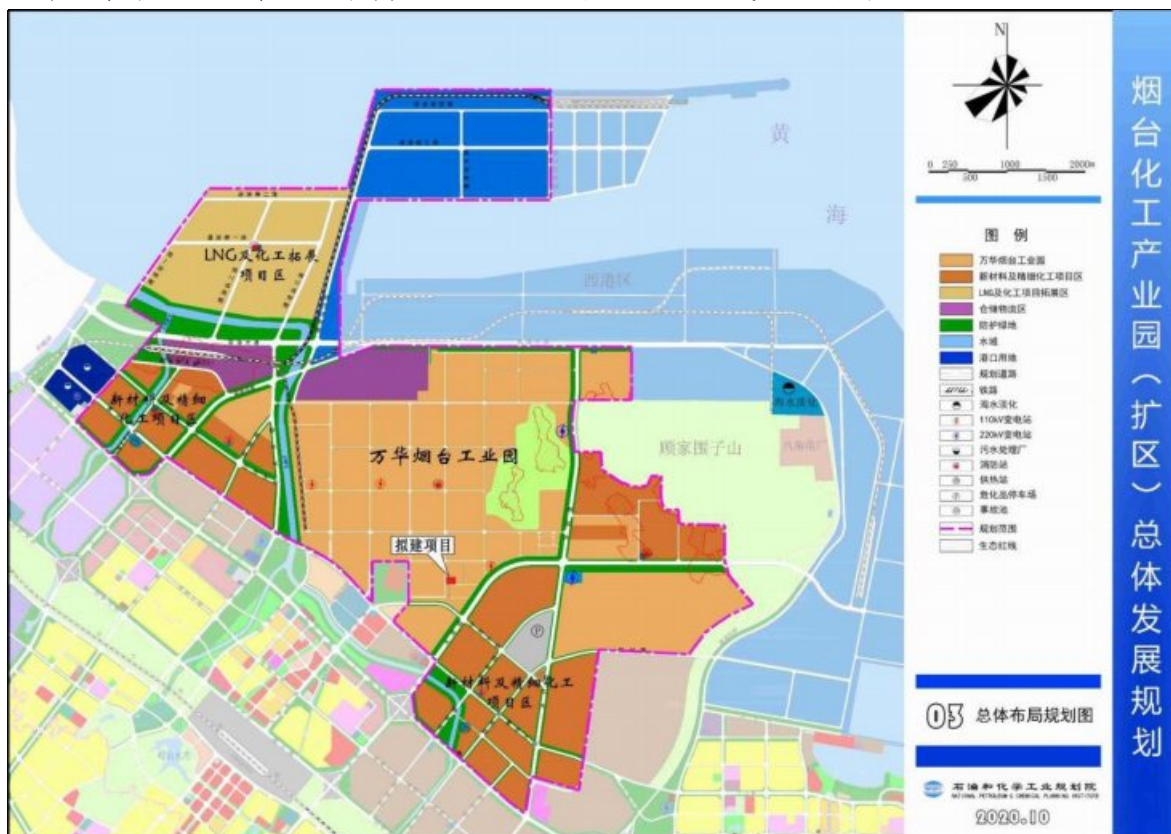 烟台化工产业园（扩区）总体发展规划
N
0 250 1000 2000m
500 1500
黄
海
西港区
LNG及化工拓展
项目区
新材料及精细
化工项目区
万华烟台工业园
顾家围子山
海水淡化
拟建项目
P
新材料及精细化工
项目区
图 例
万华烟台工业园
新材料及精细化工项目区
LNG及化工项目拓展区
仓储物流区
防护绿地
水域
港口用地
规划道路
铁路
海水淡化
110kV变电站
220kV变电站
污水处理厂
消防站
供热站
危化品停车场
事故池
规划范围
生态红线
03 总体布局规划图
石油和化学工业规划院
NATIONAL PETROLEUM & CHEMICAL PLANNING INSTITUTE
2020.10